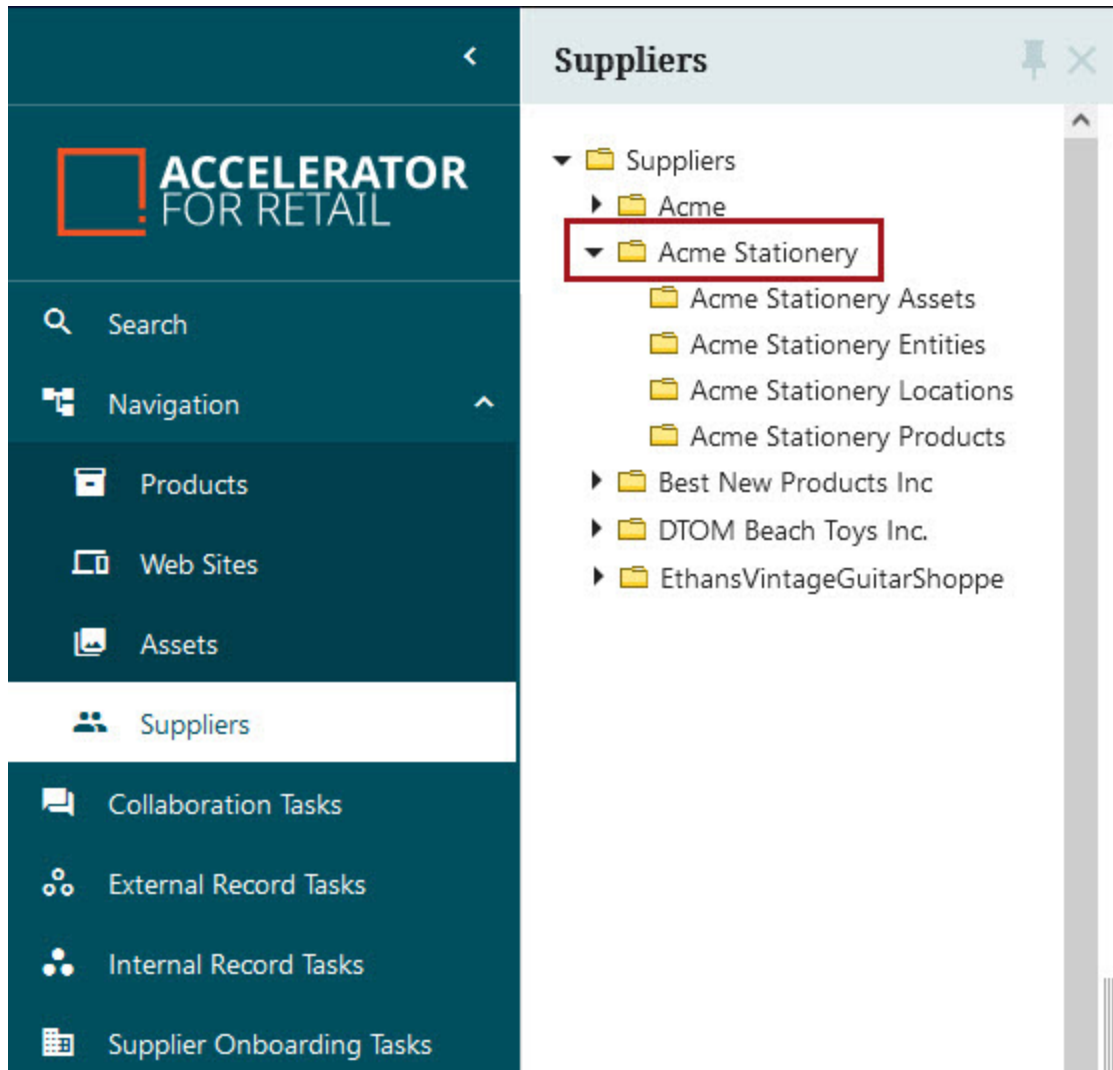 ACCELERATOR
FOR RETAIL
Search
Navigation
Products
Web Sites
Assets
Suppliers
Collaboration Tasks
External Record Tasks
Internal Record Tasks
Supplier Onboarding Tasks
Suppliers
Suppliers
Acme
Acme Stationery
Acme Stationery Assets
Acme Stationery Entities
Acme Stationery Locations
Acme Stationery Products
Best New Products Inc
DTOM Beach Toys Inc.
EthansVintageGuitarShoppe